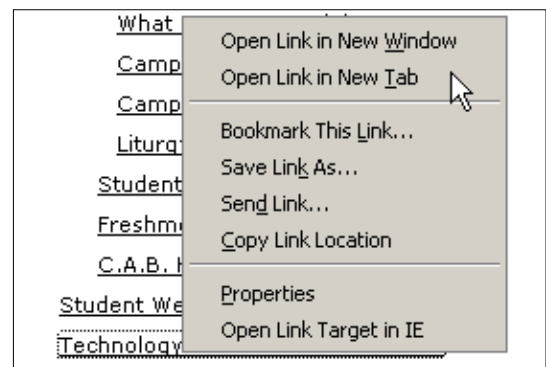 What
Camp
Camp
Liturg
Student
Freshm
C.A.B.
Student We
Technology
Open Link in New Window
Open Link in New Tab
Bookmark This Link...
Save Link As...
Send Link...
Copy Link Location
Properties
Open Link Target in IE